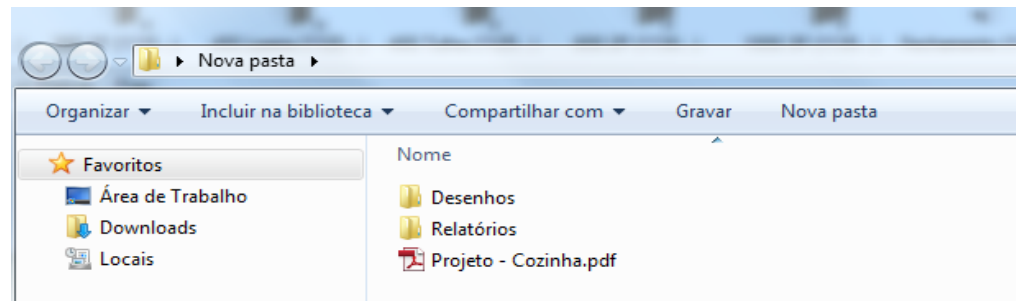 Nova pasta
Organizar Incluir na biblioteca Compartilhar com Gravar Nova pasta
Favoritos
Área de Trabalho
Downloads
Locais
Nome
Desenhos
Relatórios
Projeto - Cozinha.pdf